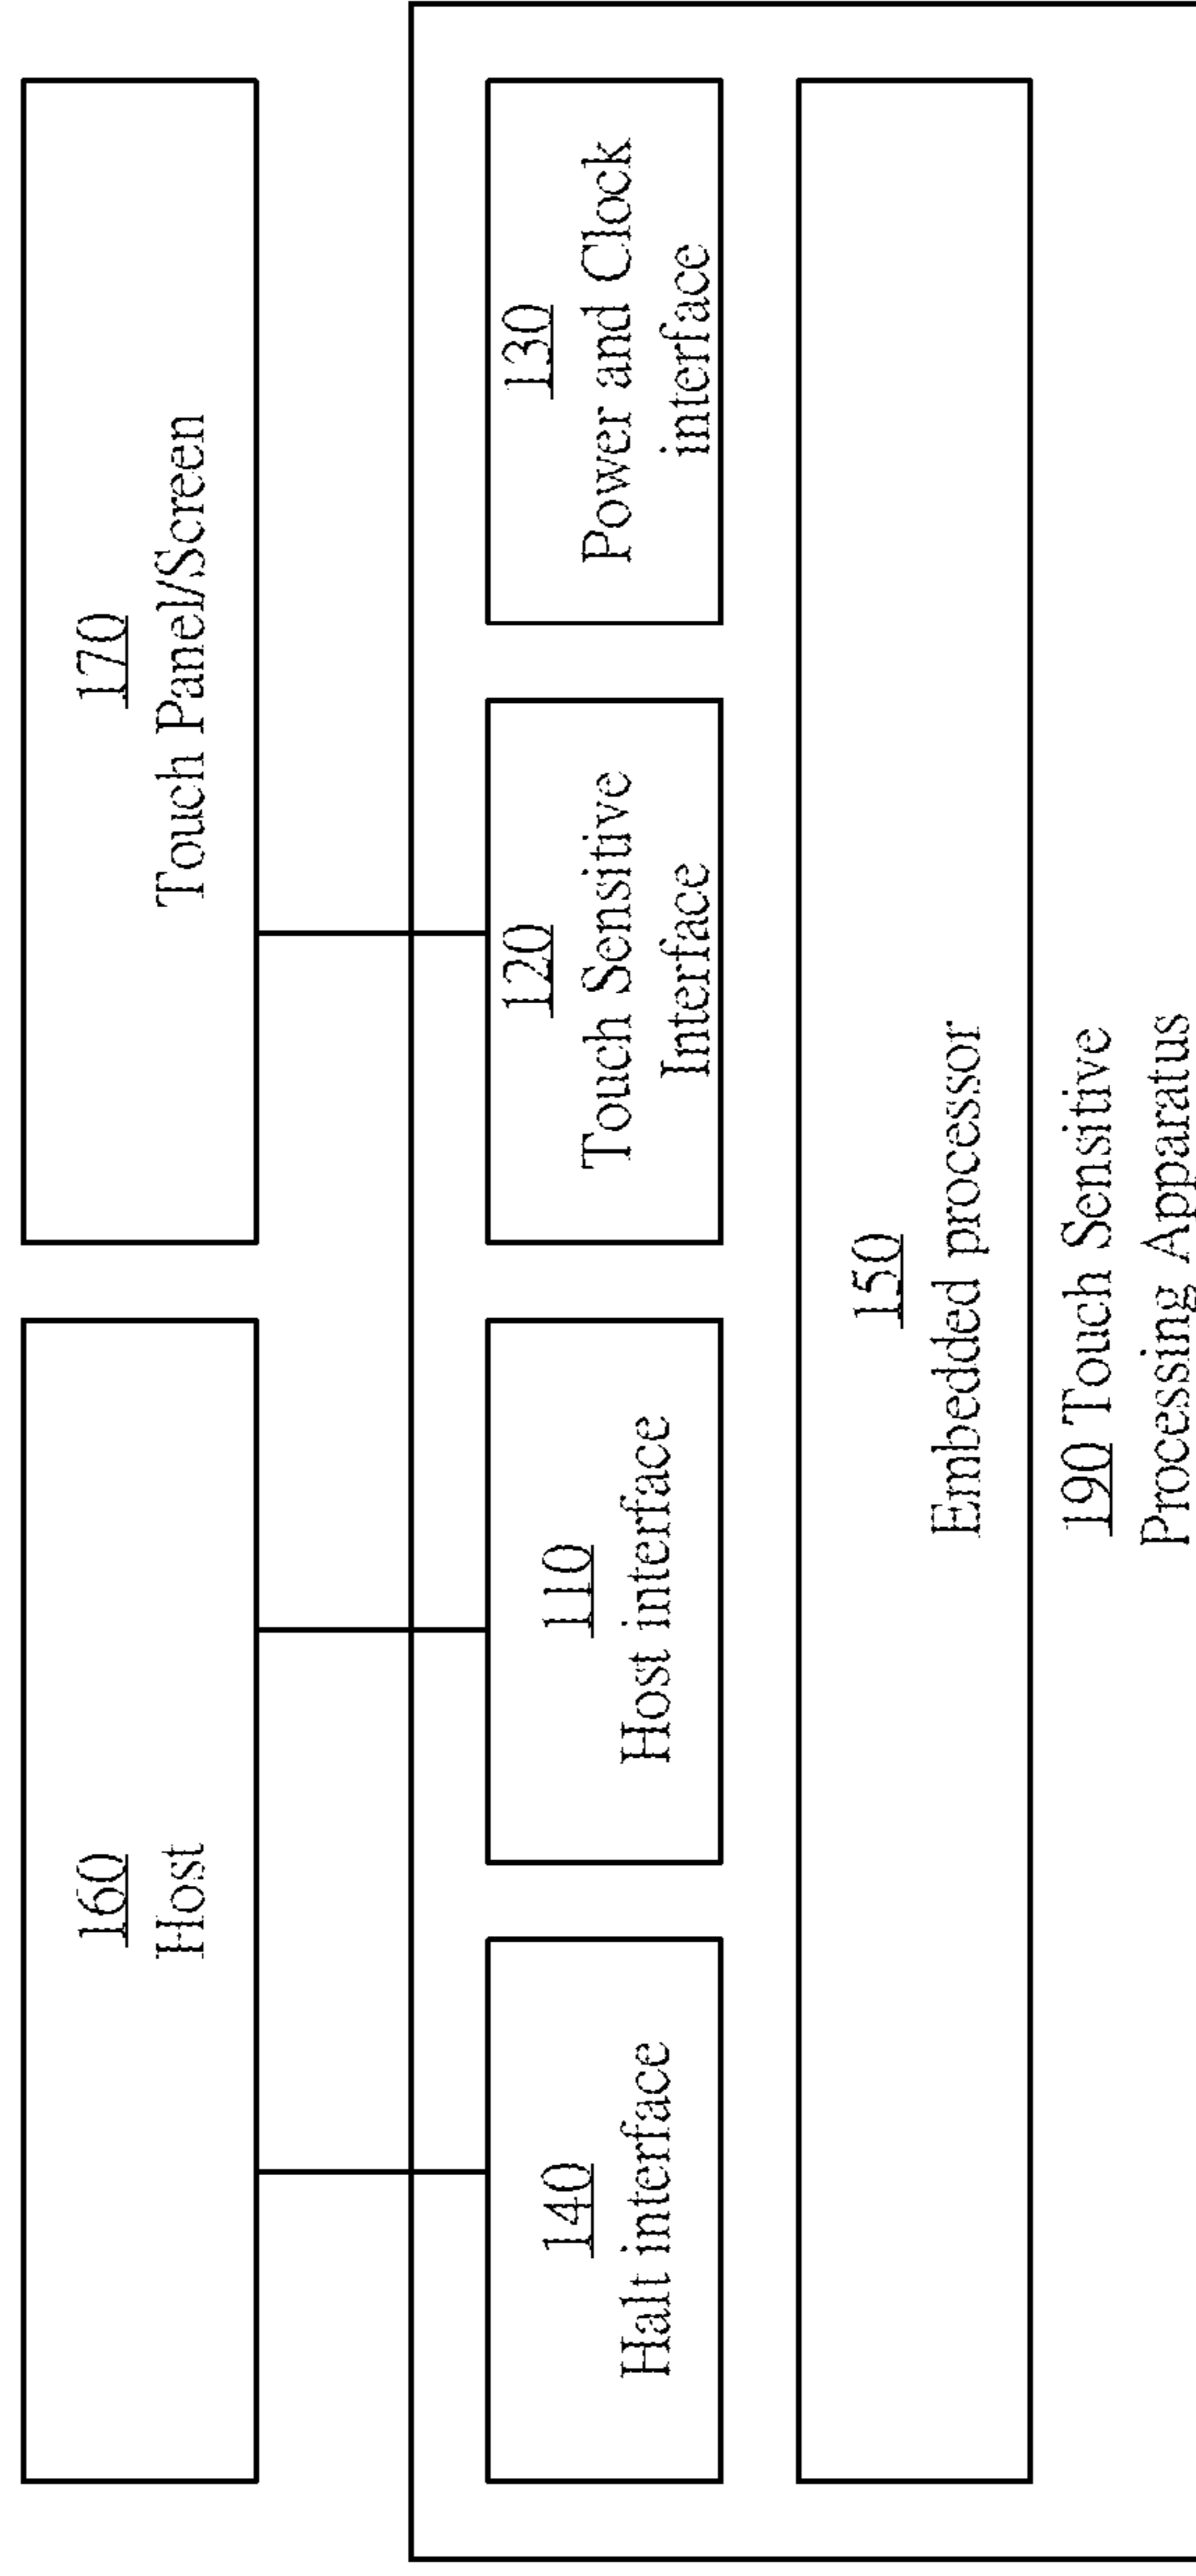 160
Host
170
Touch Panel/Screen
140
Halt interface
110
Host interface
120
Touch Sensitive
Interface
130
Power and Clock
interface
150
Embedded processor
190 Touch Sensitive
Processing Apparatus